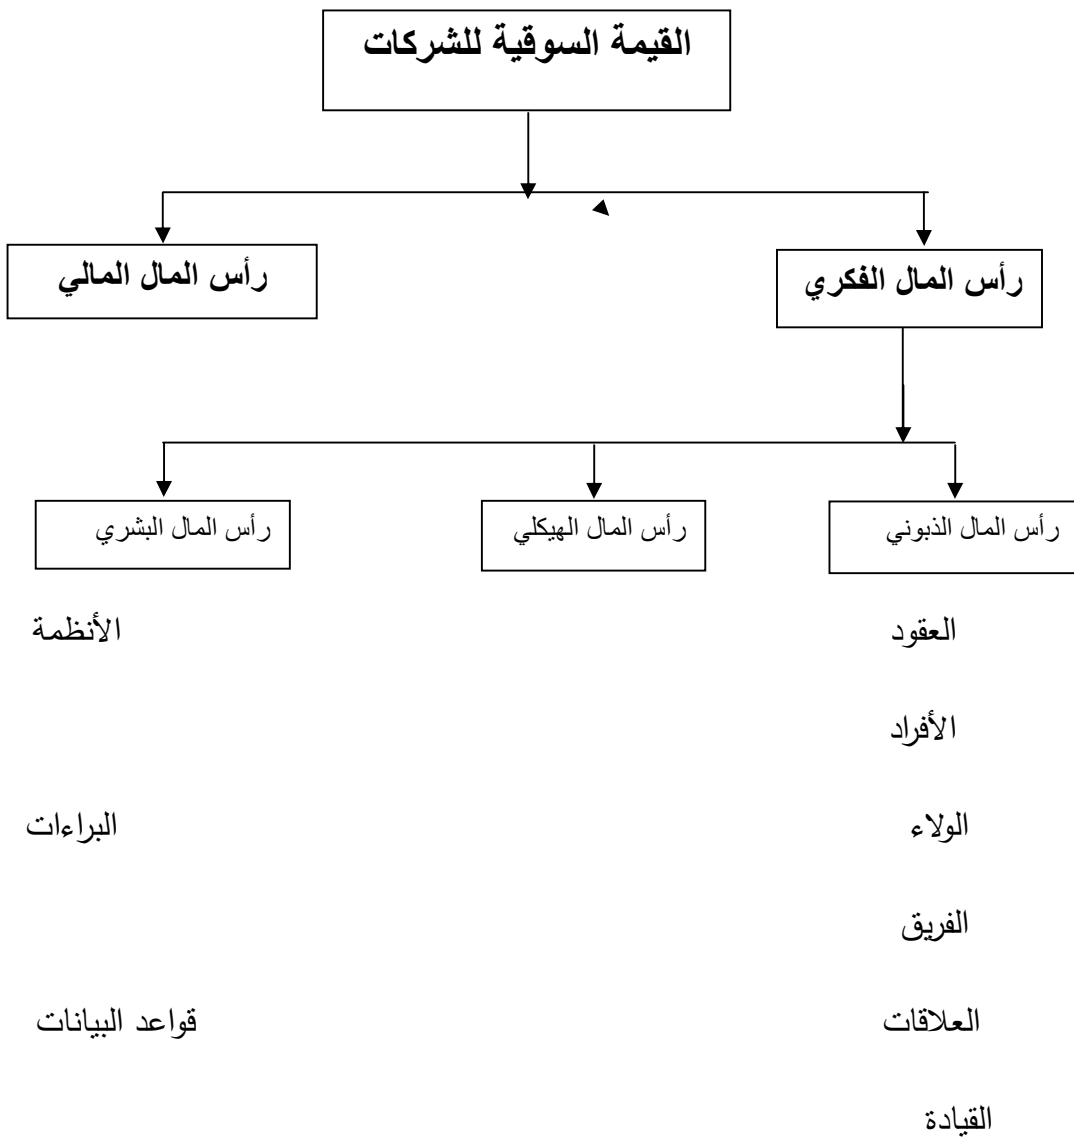 القيمة السوقية للشركات
رأس المال الفكري
رأس المال المالي
رأس المال الذبوني
رأس المال الهيكلي
رأس المال البشري
العقود
الأنظمة
الأفراد
الولاء
البراءات
الفريق
العلاقات
قواعد البيانات
القيادة